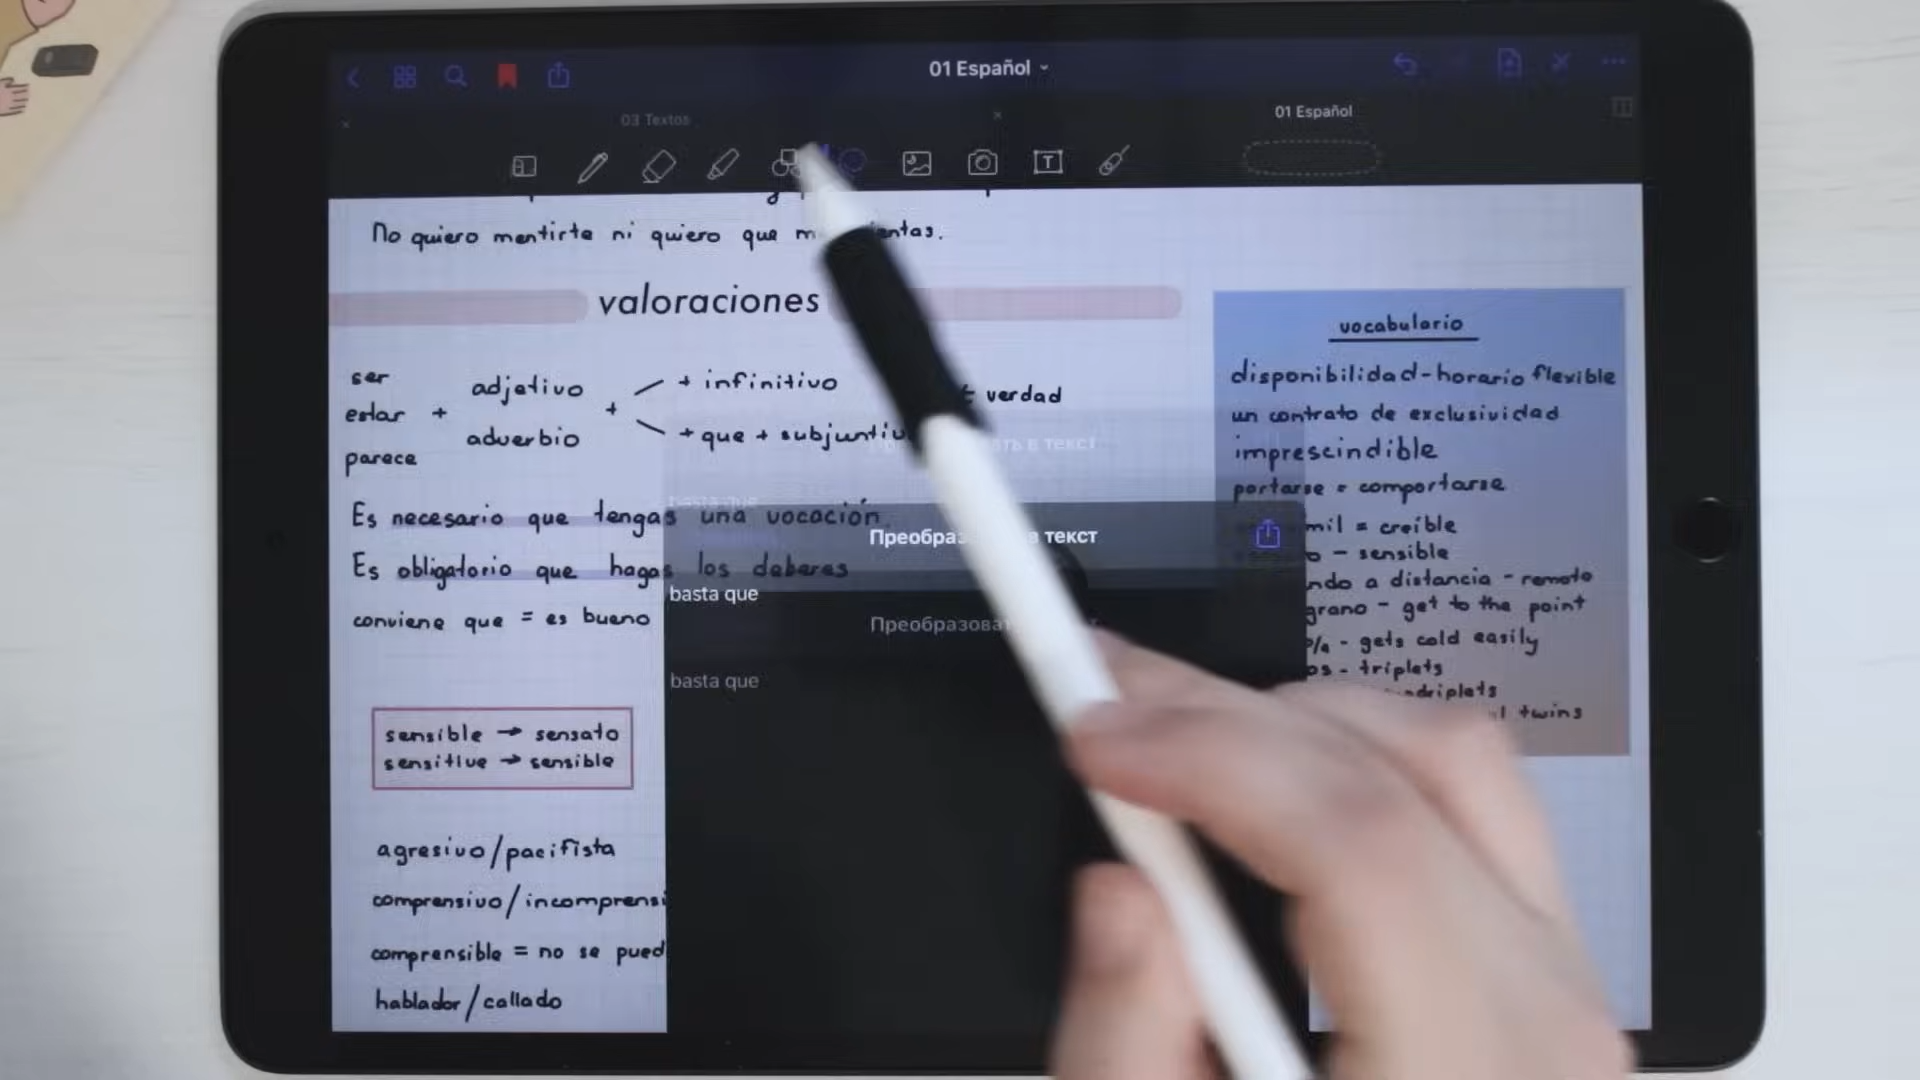 01 Español
03 Textos
01 Español
No quiero mentirte ni quiero que
valoraciones
ser
estar +
parece
adjetivo
adverbio
+
+ infinitivo
+ que +
verdad
Es necesario que tengas una vocación
Es obligatorio que hagas los deberes
conviene que = es bueno
sensible → sensato
sensitive → sensible
agresivo/pacifista
comprensivo/
comprensible = no se
hablador/callado
basta que
текст
basta que
basta que
vocabulario
disponibilidad-horario flexible
un contrato de exclusividad
imprescindible
portarse = comportarse
= creíble
- sensible
a distancia - remoto
- get to the point
- gets cold easily
- triplets
twins